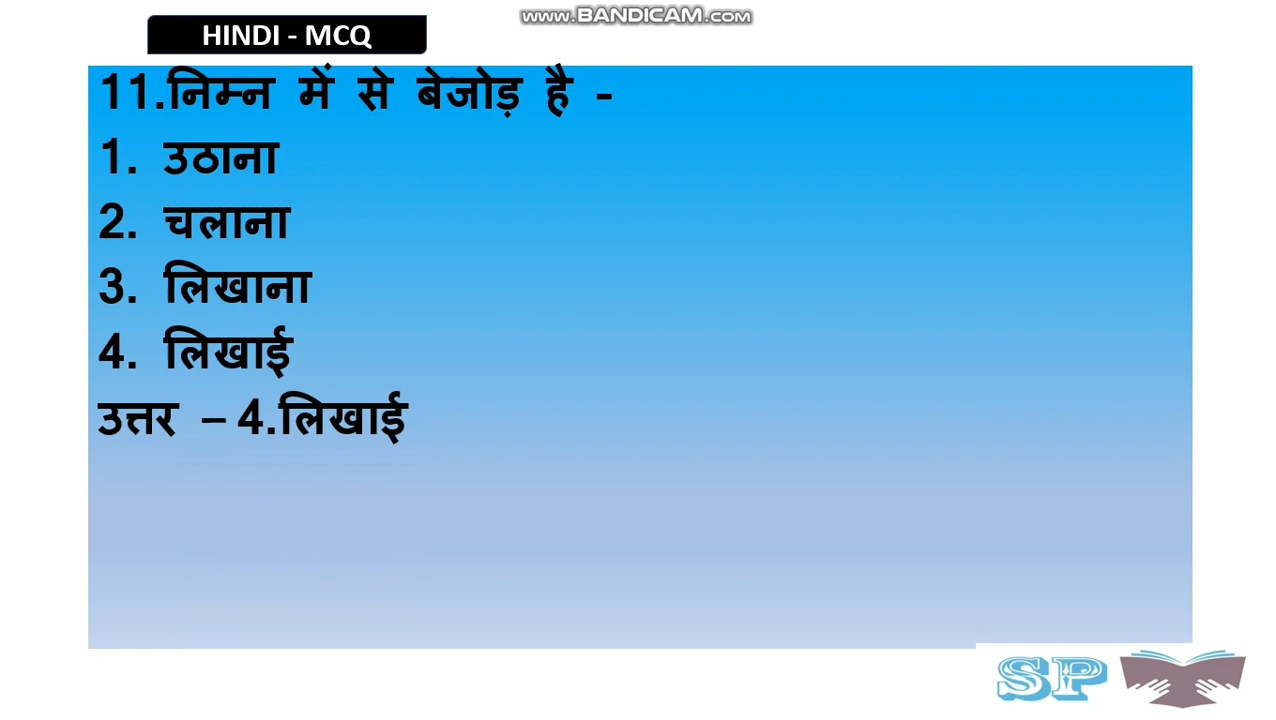 www.BANDICAM.com
HINDI - MCQ
11.निम्न में से बेजोड़ है -
1. उठाना
2. चलाना
3. लिखाना
4. लिखाई
उत्तर – 4.लिखाई
SP